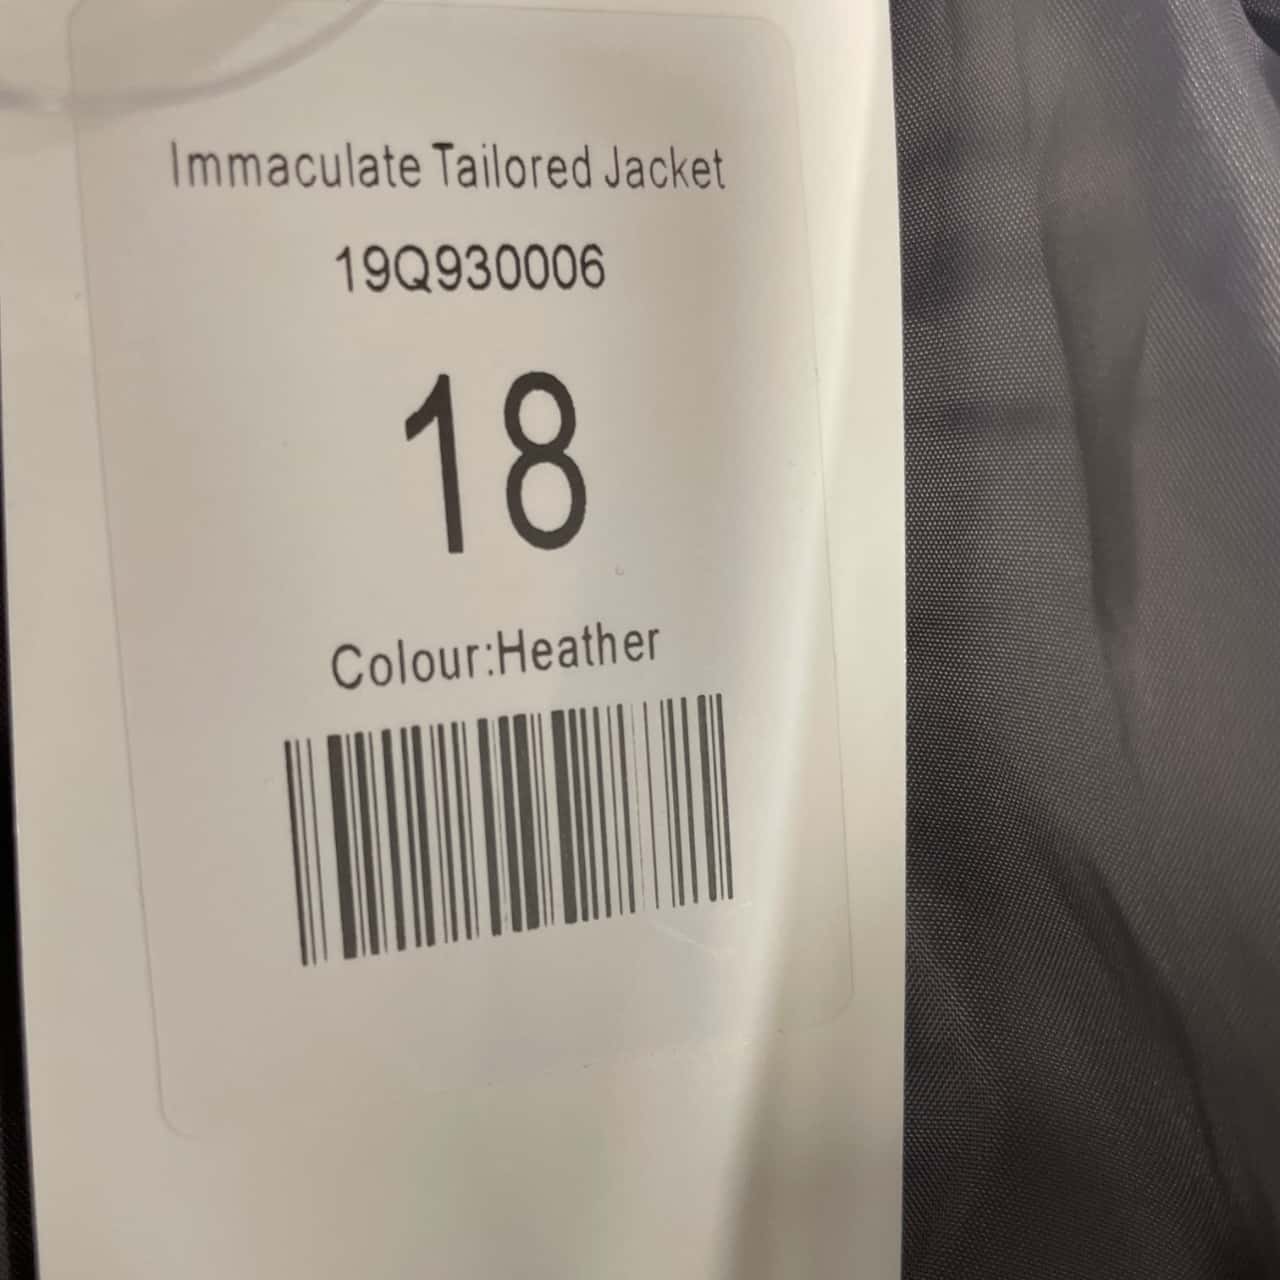 Immaculate Tailored Jacket
19Q930006
18
Colour:Heather